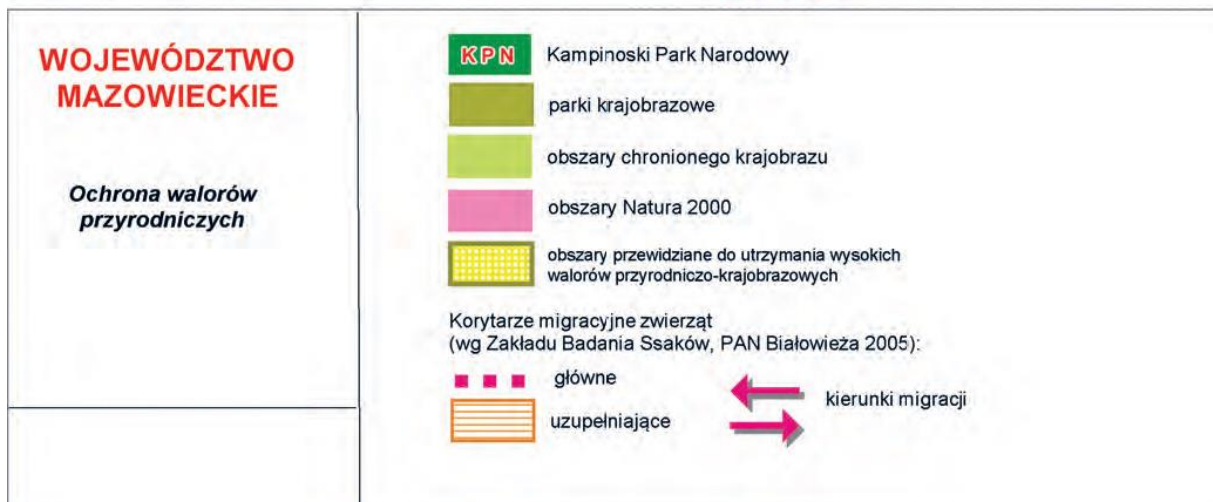 WOJEWÓDZTWO
MAZOWIECKIE
Ochrona walorów
przyrodniczych
KPN Kampinoski Park Narodowy
parki krajobrazowe
obszary chronionego krajobrazu
obszary Natura 2000
obszary przewidziane do utrzymania wysokich
walorów przyrodniczo-krajobrazowych
Korytarze migracyjne zwierząt
(wg Zakładu Badania Ssaków, PAN Białowieża 2005):
główne
uzupełniające
kierunki migracji